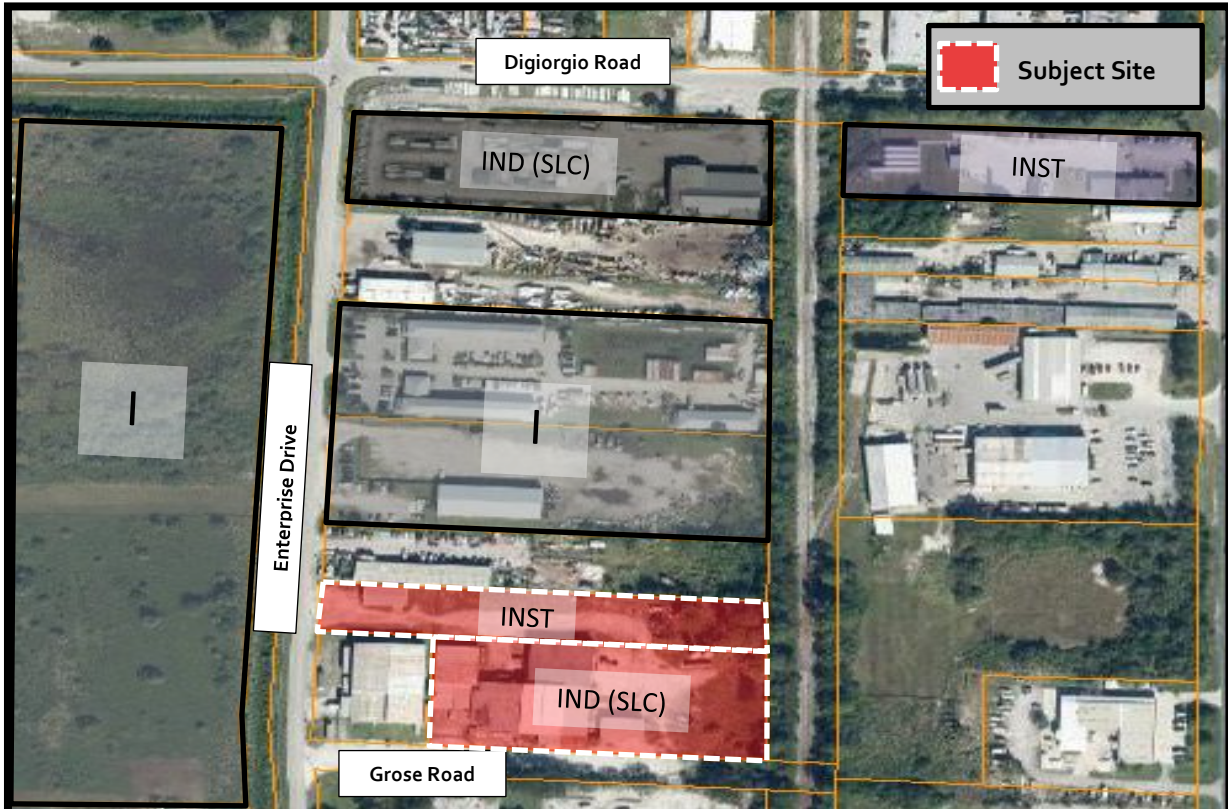 Digiorgio Road
Subject Site
IND (SLC)
INST
I
I
Enterprise Drive
INST
IND (SLC)
Grose Road